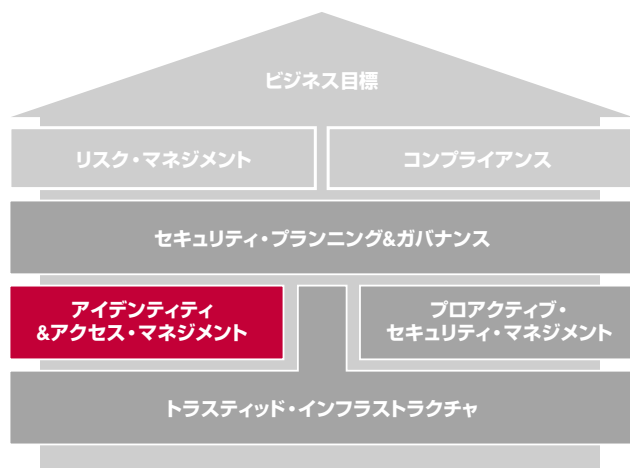 ビジネス目標
リスク・マネジメント
コンプライアンス
セキュリティ・プランニング&ガバナンス
アイデンティティ
&アクセス・マネジメント
プロアクティブ・
セキュリティ・マネジメント
トラスティッド・インフラストラクチャ